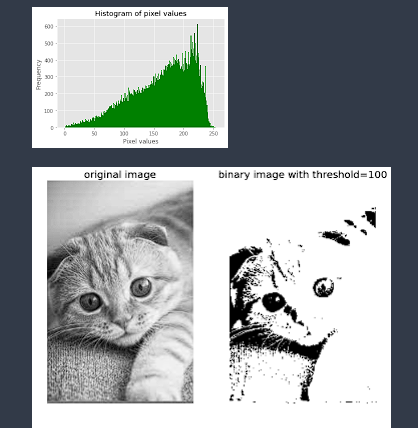 Histogram of pixel values
600
500
400
300
200
100
0
Frequency
0 50 100 150 200 250
Pixel values
original image
binary image with threshold=100